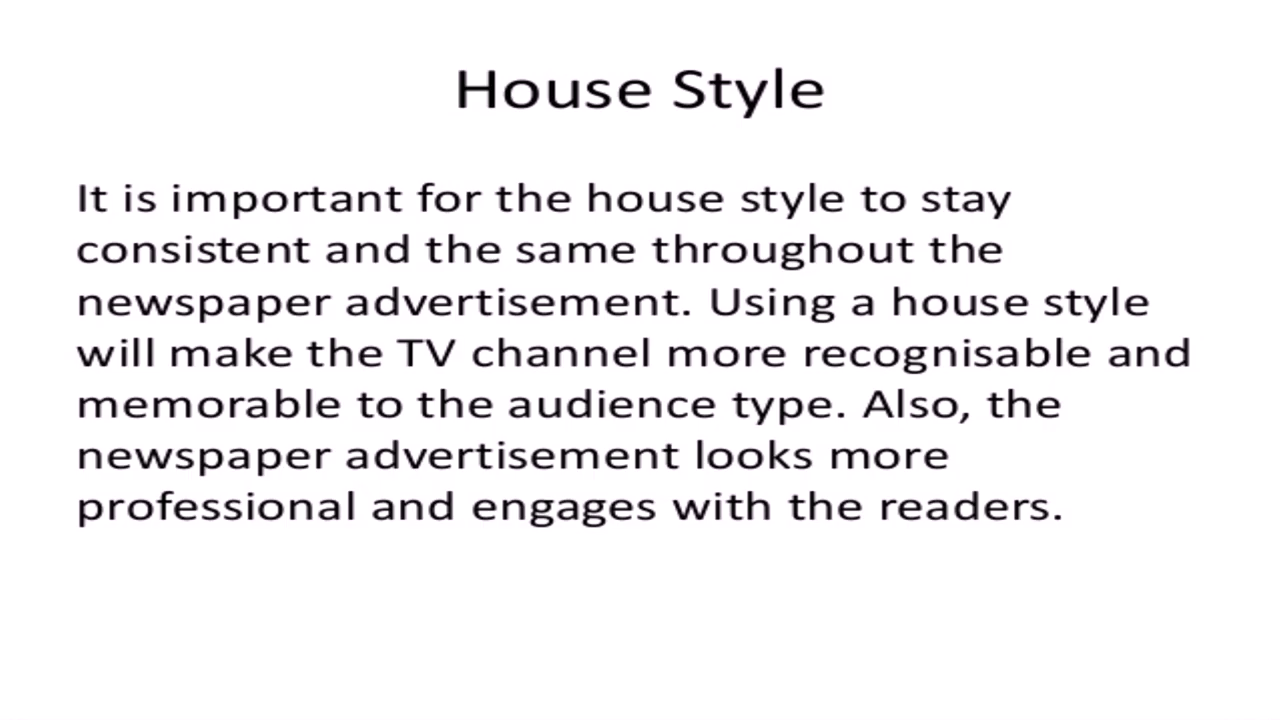 House Style
It is important for the house style to stay
consistent and the same throughout the
newspaper advertisement. Using a house style
will make the TV channel more recognisable and
memorable to the audience type. Also, the
newspaper advertisement looks more
professional and engages with the readers.